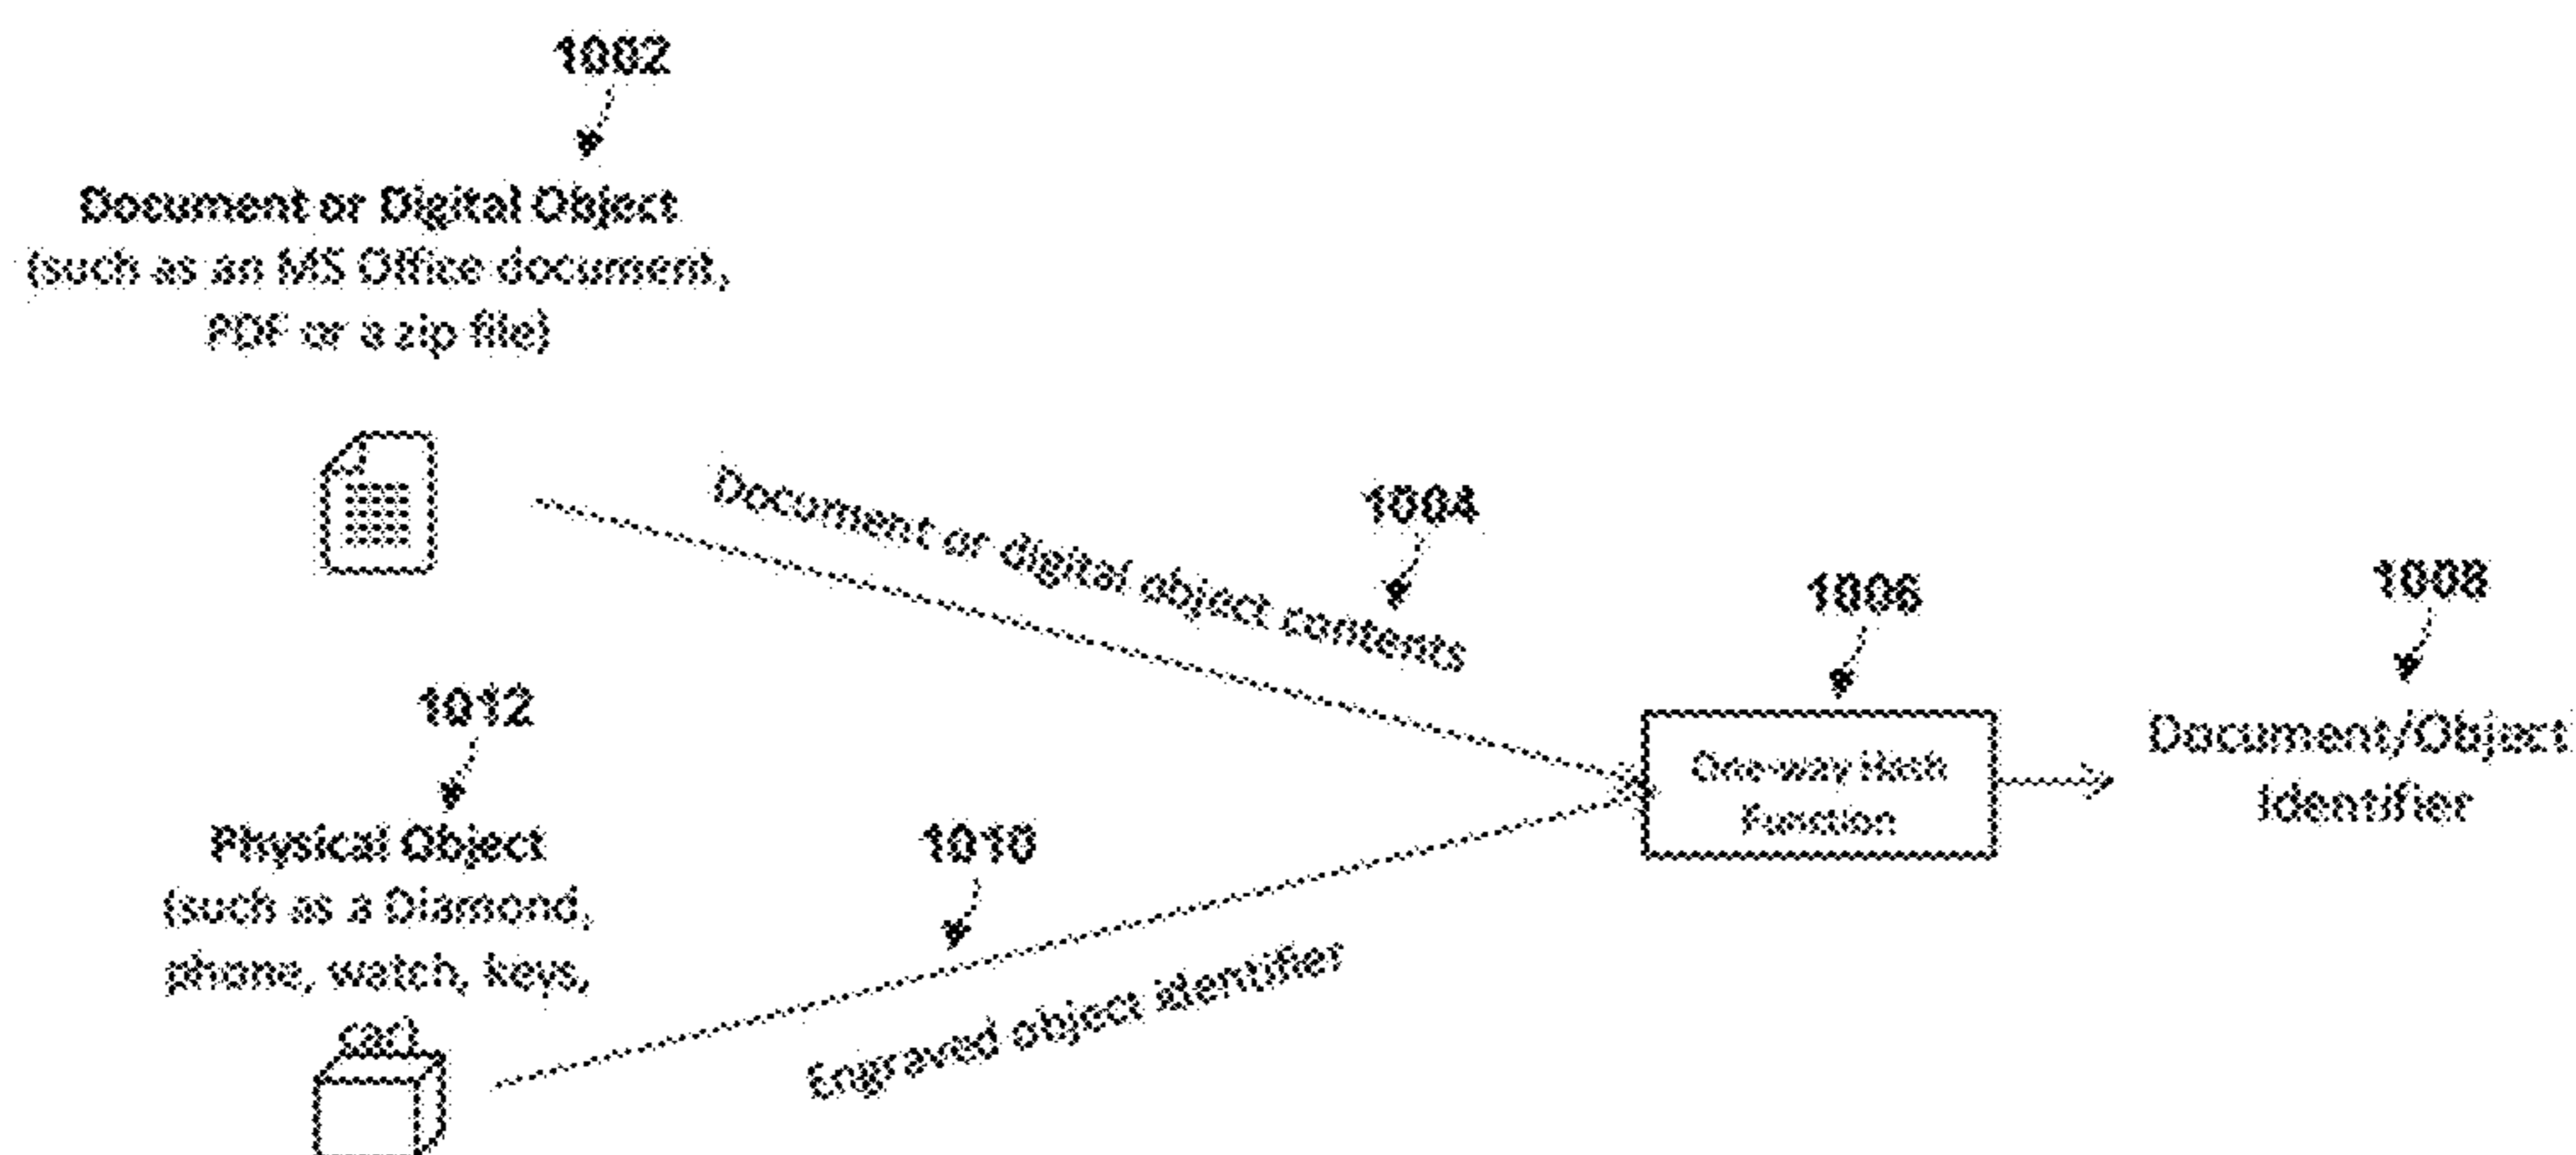 1002
Document or Digital Object
(such as an MS Office document,
PDF or a zip file)
Document or digital object contents
1004
1006
1008
One-way Hash
Function
Document/Object
Identifier
1012
Physical Object
(such as a Diamond,
phone, watch, keys,
car)
1010
Engraved object identifier